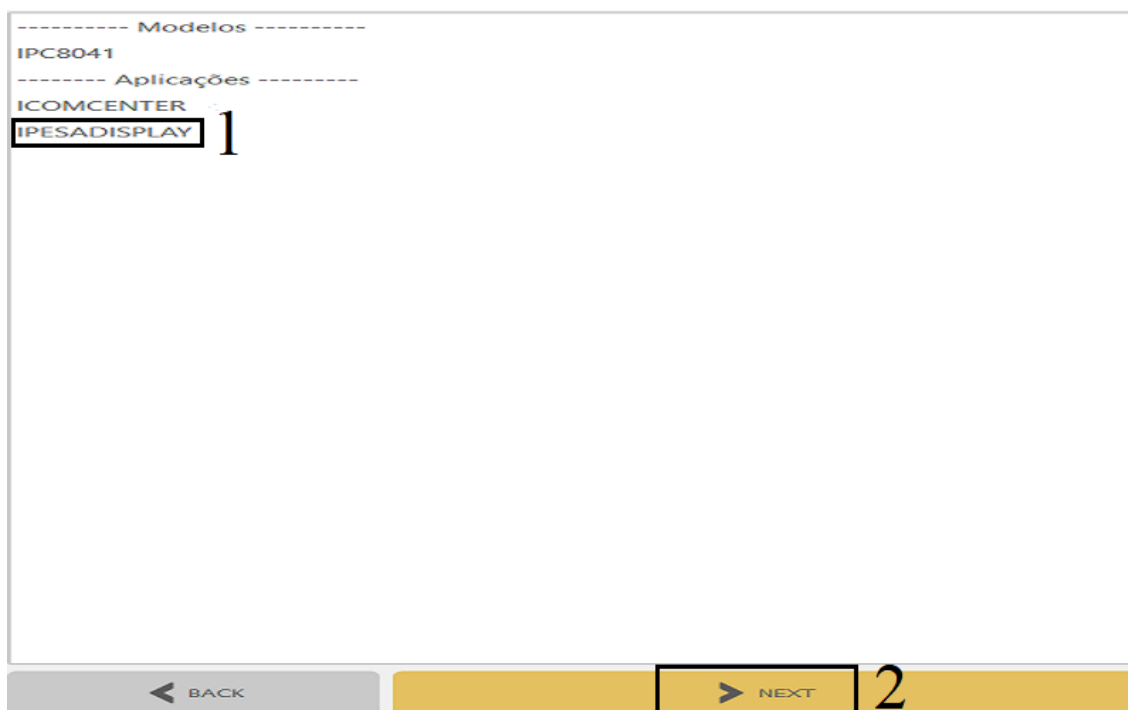 ---------- Modelos ----------
IPC8041
-------- Aplicações ---------
ICOMCENTER
IPESADISPLAY 1
BACK NEXT 2